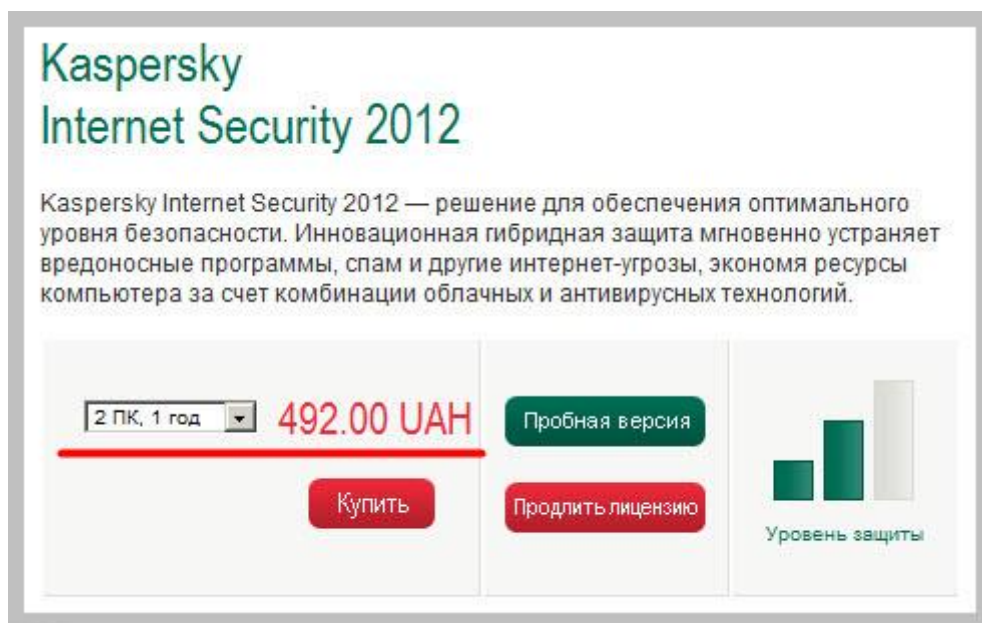 Kaspersky
Internet Security 2012
Kaspersky Internet Security 2012 — решение для обеспечения оптимального
уровня безопасности. Инновационная гибридная защита мгновенно устраняет
вредоносные программы, спам и другие интернет-угрозы, экономя ресурсы
компьютера за счет комбинации облачных и антивирусных технологий.
2 ПК, 1 год
492.00 UAH
Купить
Пробная версия
Продлить лицензию
Уровень защиты